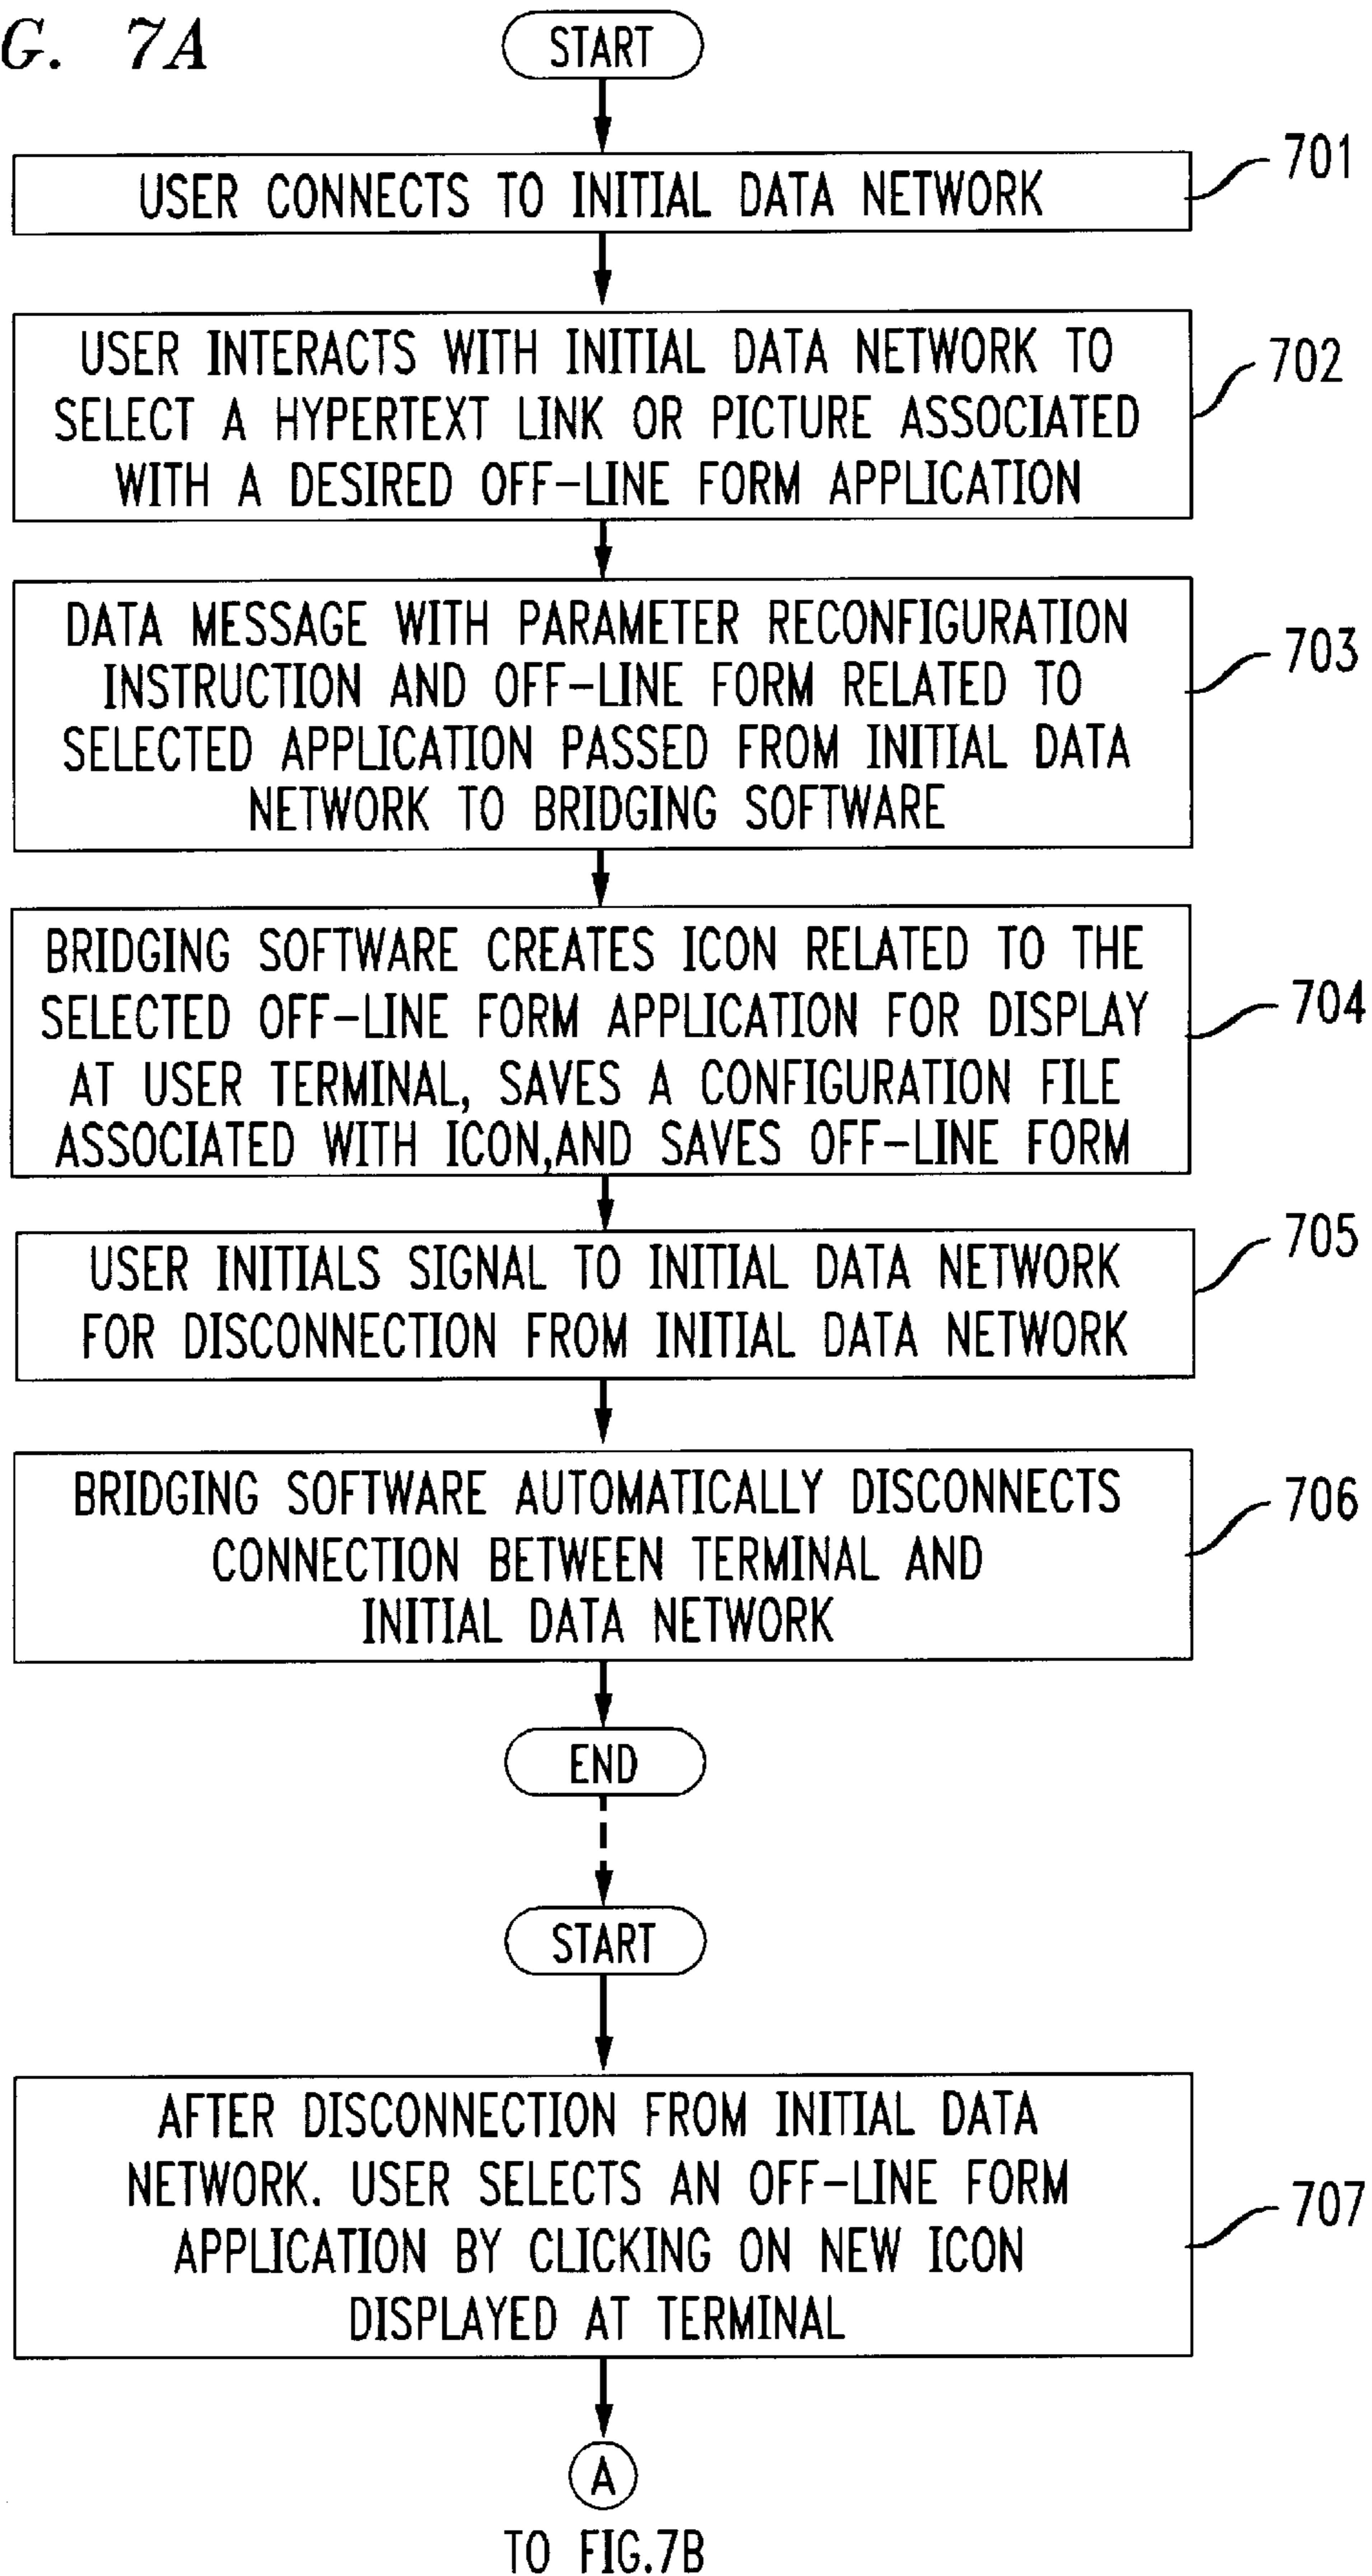 G. 7A
START
USER CONNECTS TO INITIAL DATA NETWORK
701
USER INTERACTS WITH INITIAL DATA NETWORK TO
SELECT A HYPERTEXT LINK OR PICTURE ASSOCIATED
WITH A DESIRED OFF-LINE FORM APPLICATION
702
DATA MESSAGE WITH PARAMETER RECONFIGURATION
INSTRUCTION AND OFF-LINE FORM RELATED TO
SELECTED APPLICATION PASSED FROM INITIAL DATA
NETWORK TO BRIDGING SOFTWARE
703
BRIDGING SOFTWARE CREATES ICON RELATED TO THE
SELECTED OFF-LINE FORM APPLICATION FOR DISPLAY
AT USER TERMINAL, SAVES A CONFIGURATION FILE
ASSOCIATED WITH ICON,AND SAVES OFF-LINE FORM
704
USER INITIALS SIGNAL TO INITIAL DATA NETWORK
FOR DISCONNECTION FROM INITIAL DATA NETWORK
705
BRIDGING SOFTWARE AUTOMATICALLY DISCONNECTS
CONNECTION BETWEEN TERMINAL AND
INITIAL DATA NETWORK
706
END
START
AFTER DISCONNECTION FROM INITIAL DATA
NETWORK. USER SELECTS AN OFF-LINE FORM
APPLICATION BY CLICKING ON NEW ICON
DISPLAYED AT TERMINAL
707
A
TO FIG.7B